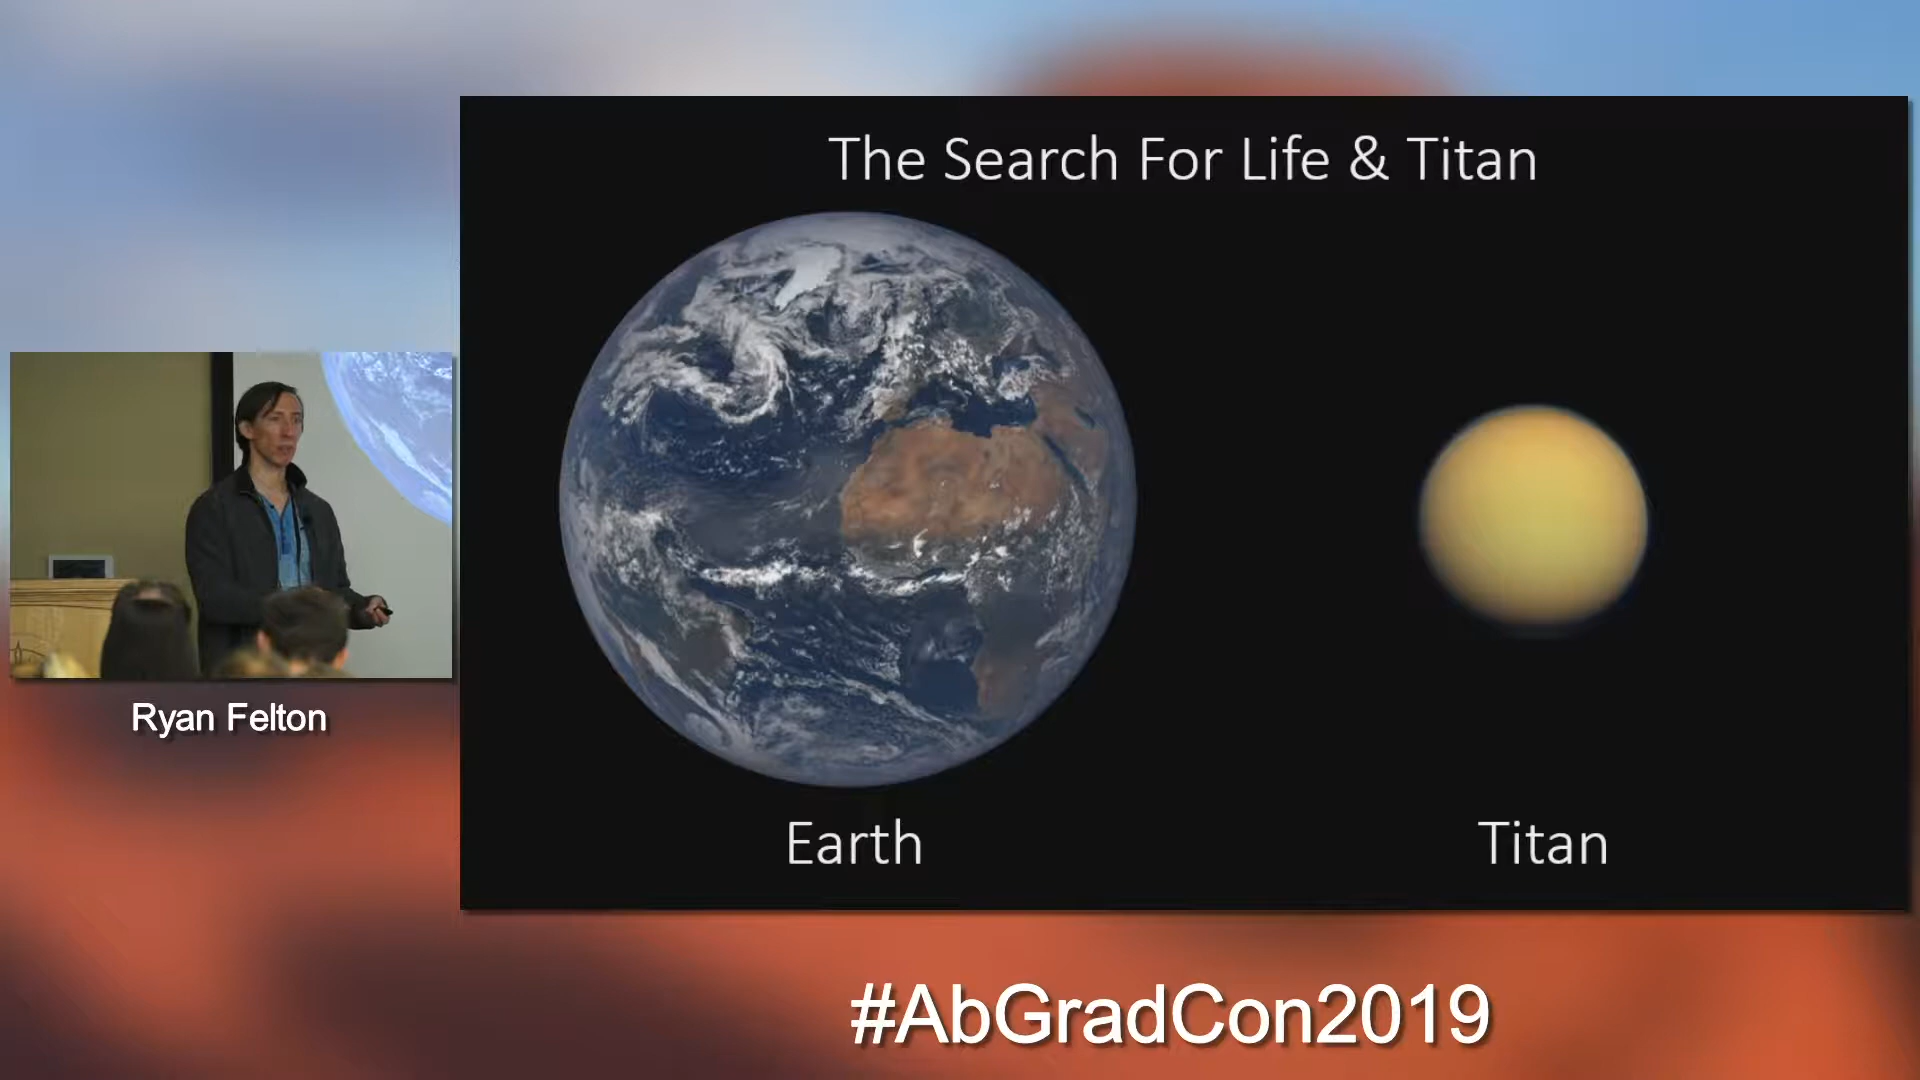 The Search For Life & Titan
Earth
Titan
Ryan Felton
#AbGradCon2019